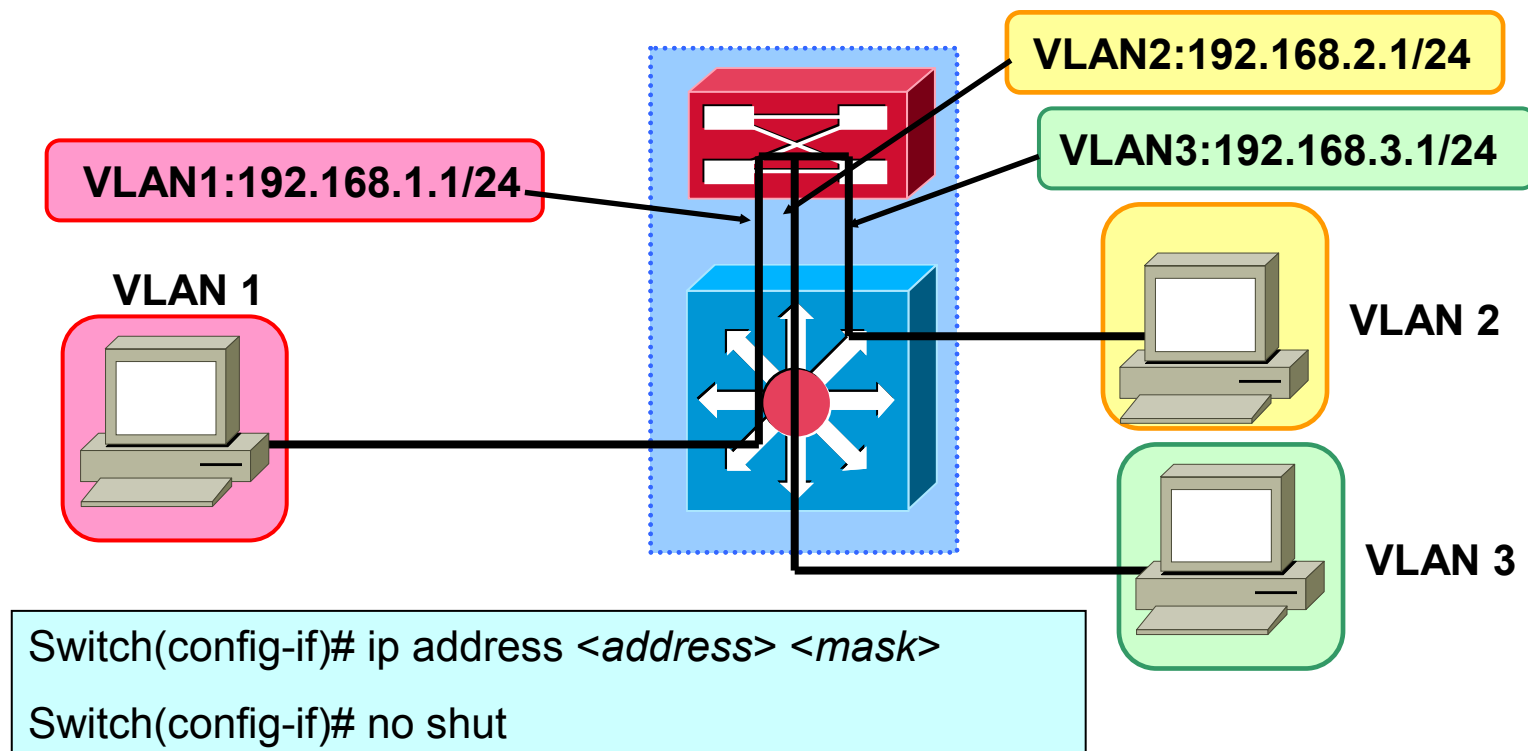 VLAN2:192.168.2.1/24
VLAN3:192.168.3.1/24
VLAN1:192.168.1.1/24
VLAN 1
VLAN 2
VLAN 3
Switch(config-if)# ip address <address> <mask>
Switch(config-if)# no shut